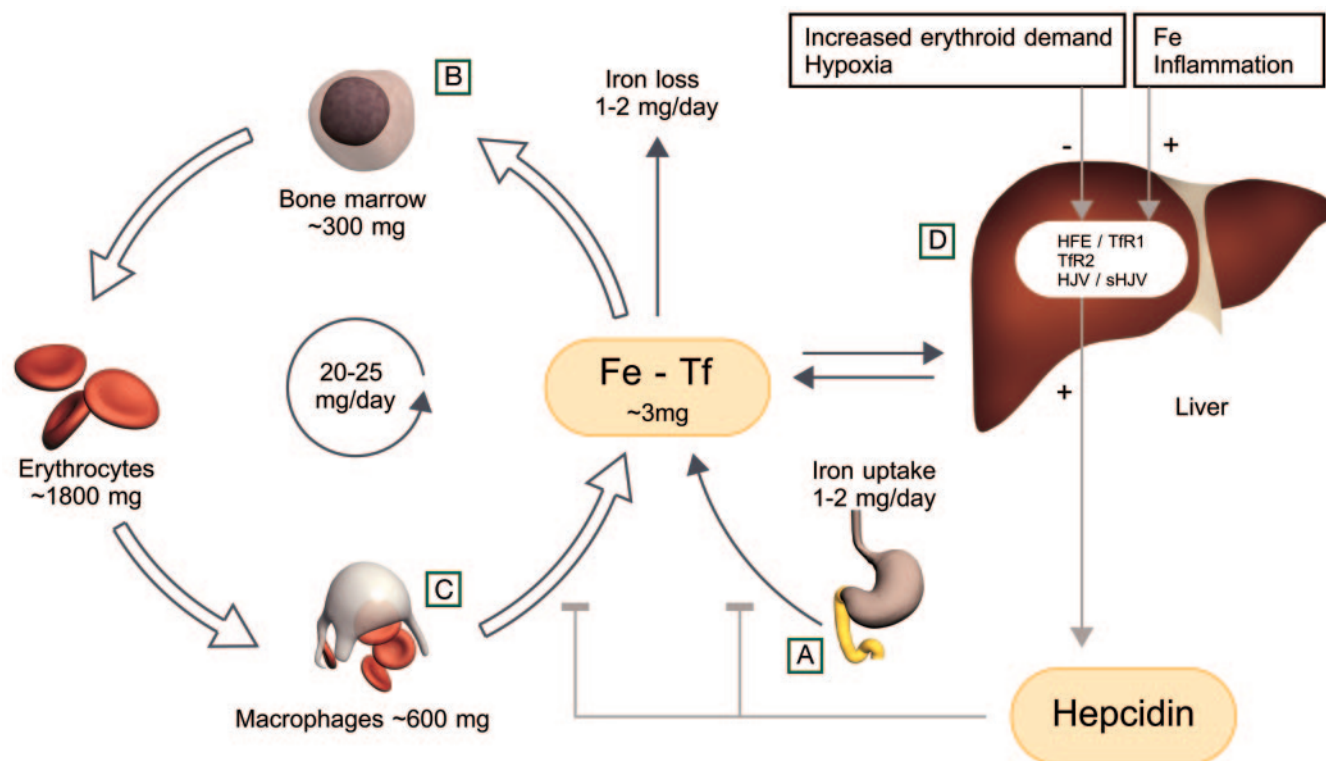 Increased erythroid demand
Hypoxia
Fe
Inflammation
B
Iron loss
1-2 mg/day
- +
Bone marrow
~300 mg
D
HFE / TfR1
TfR2
HJV / sHJV
20-25
mg/day
Fe - Tf
~3mg
+
Liver
Erythrocytes
~1800 mg
Iron uptake
1-2 mg/day
C
A
Macrophages ~600 mg
Hepcidin